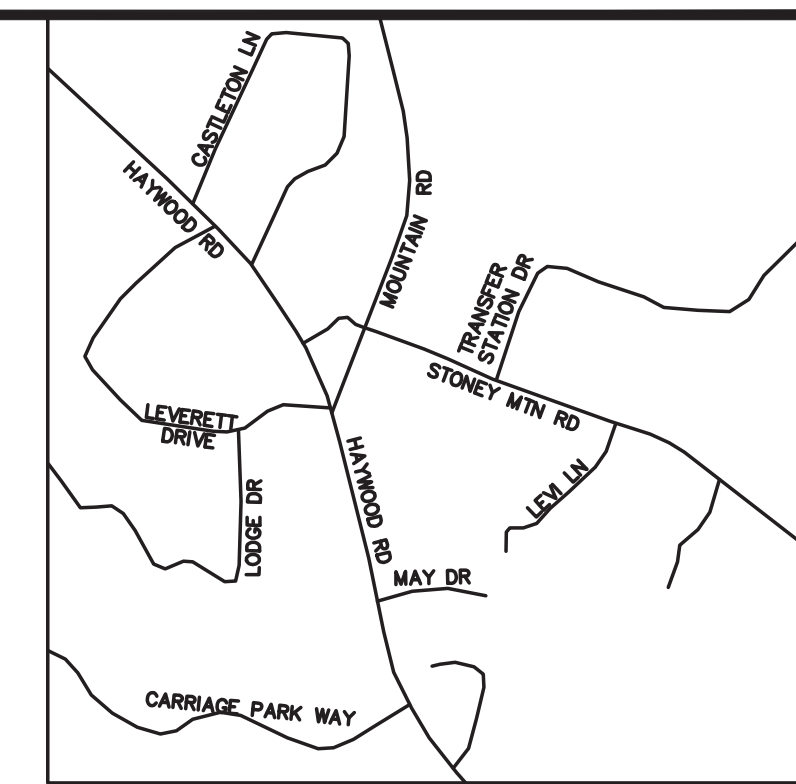 CASTLETON LN
HAYWOOD RD
MOUNTAIN RD
TRANSFER
STATION DR
STONEY MTN RD
LEVERETT
DRIVE
LODGE DR
HAYWOOD RD
LEVI LN
MAY DR
CARRIAGE PARK WAY